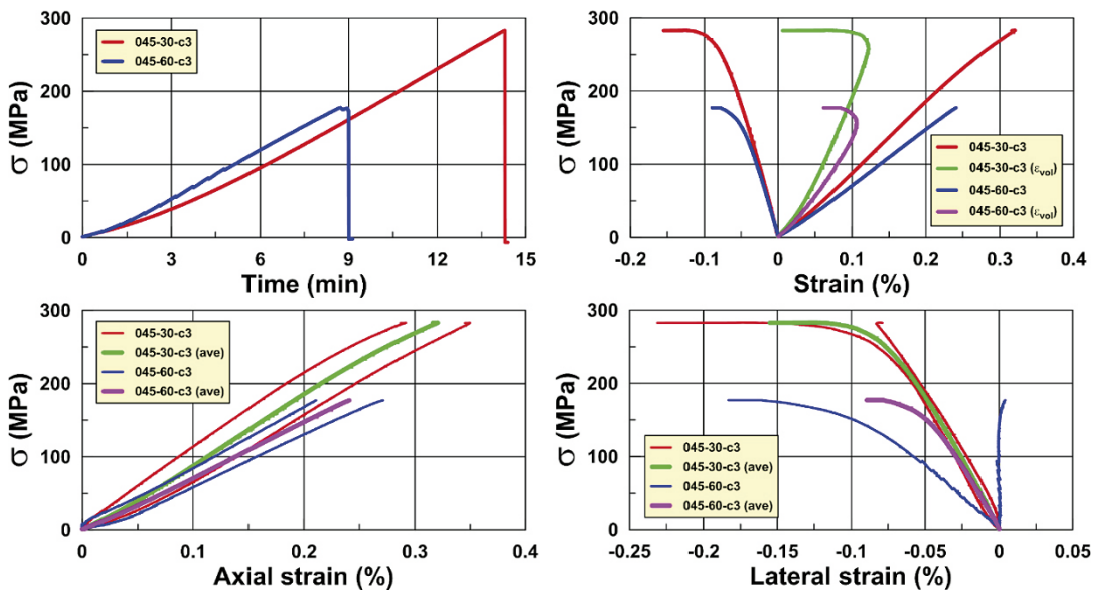 300
200
100
0
σ (MPa)
045-30-c3
045-60-c3
0 3 6 9 12 15
Time (min)
300
200
100
0
σ (MPa)
045-30-c3
045-30-c3 (εvol)
045-60-c3
045-60-c3 (εvol)
-0.2 -0.1 0 0.1 0.2 0.3 0.4
Strain (%)
300
200
100
0
σ (MPa)
045-30-c3
045-30-c3 (ave)
045-60-c3
045-60-c3 (ave)
0 0.1 0.2 0.3 0.4
Axial strain (%)
300
200
100
0
σ (MPa)
045-30-c3
045-30-c3 (ave)
045-60-c3
045-60-c3 (ave)
-0.25 -0.2 -0.15 -0.1 -0.05 0 0.05
Lateral strain (%)